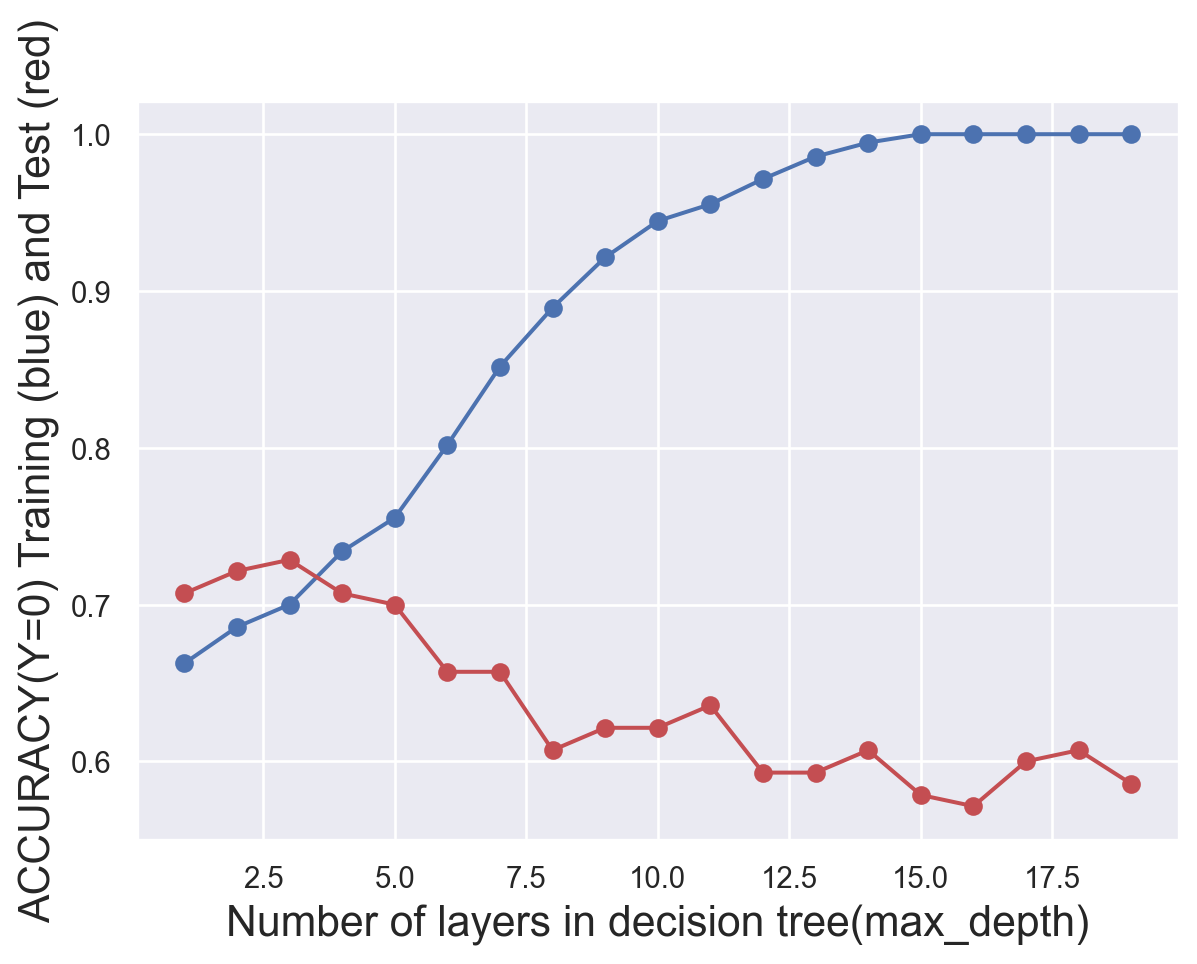 ACCURACY(Y=0) Training (blue) and Test (red)
1.0
0.9
0.8
0.7
0.6
2.5 5.0 7.5 10.0 12.5 15.0 17.5
Number of layers in decision tree(max_depth)